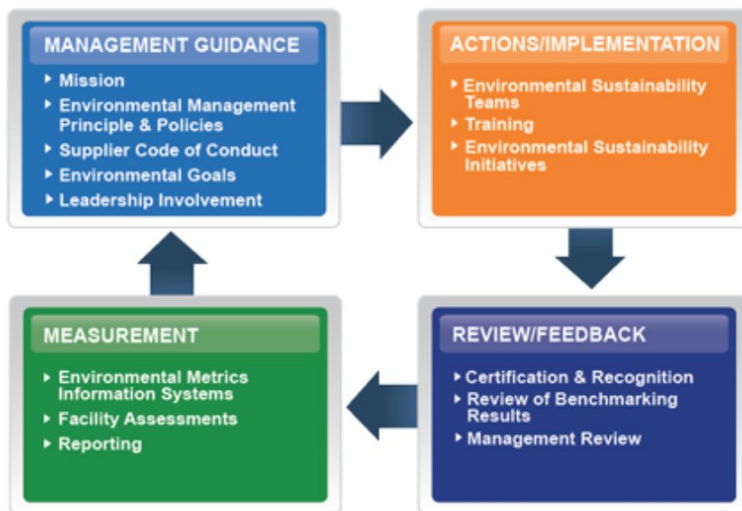 MANAGEMENT GUIDANCE
Mission
Environmental Management
Principle & Policies
Supplier Code of Conduct
Environmental Goals
Leadership Involvement
ACTIONS/IMPLEMENTATION
Environmental Sustainability
Teams
Training
Environmental Sustainability
Initiatives
MEASUREMENT
Environmental Metrics
Information Systems
Facility Assessments
Reporting
REVIEW/FEEDBACK
Certification & Recognition
Review of Benchmarking
Results
Management Review